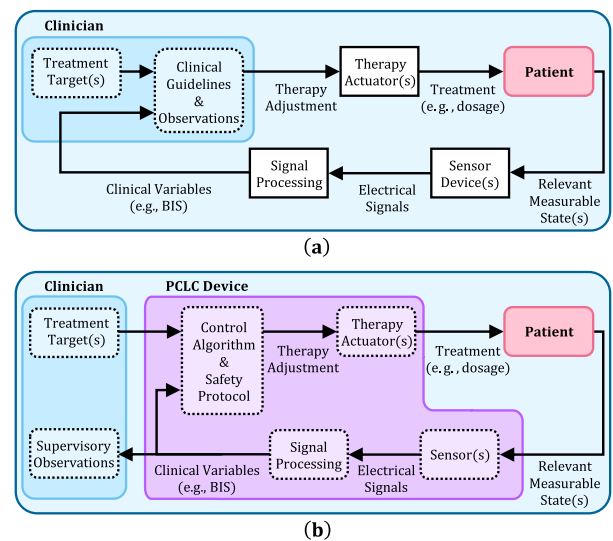 Clinician
Treatment
Target(s)
Clinical
Guidelines
&
Observations
Therapy
Adjustment
Therapy
Actuator(s)
Treatment
(e.g., dosage)
Patient
Clinical Variables
(e.g., BIS)
Signal
Processing
Electrical
Signals
Sensor
Device(s)
Relevant
Measurable
State(s)
(a)
Clinician
PCLC Device
Treatment
Target(s)
Control
Algorithm
&
Safety
Protocol
Therapy
Adjustment
Therapy
Actuator(s)
Treatment
(e.g., dosage)
Patient
Supervisory
Observations
Clinical Variables
(e.g., BIS)
Signal
Processing
Electrical
Signals
Sensor(s)
Relevant
Measurable
State(s)
(b)